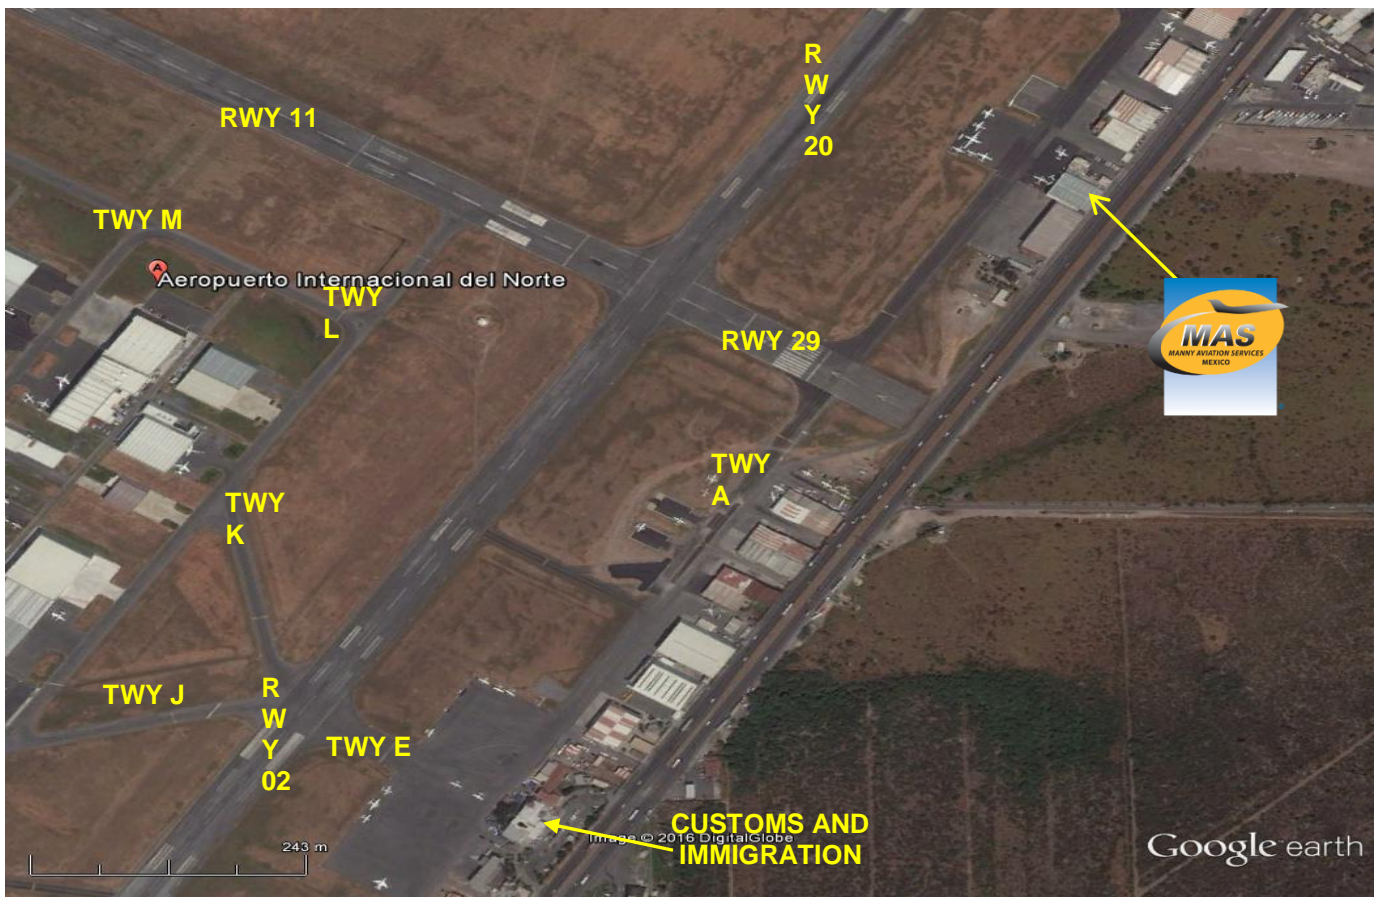 R
W
Y
20
RWY 11
TWY M
Aeropuerto Internacional del Norte
TWY
L
RWY 29
MAS
MANNY AVIATION SERVICES
MEXICO
TWY
A
TWY
K
TWY J
R
W
Y
02
TWY E
CUSTOMS AND
IMMIGRATION
Image © 2016 DigitalGlobe
243 m
Google earth
A